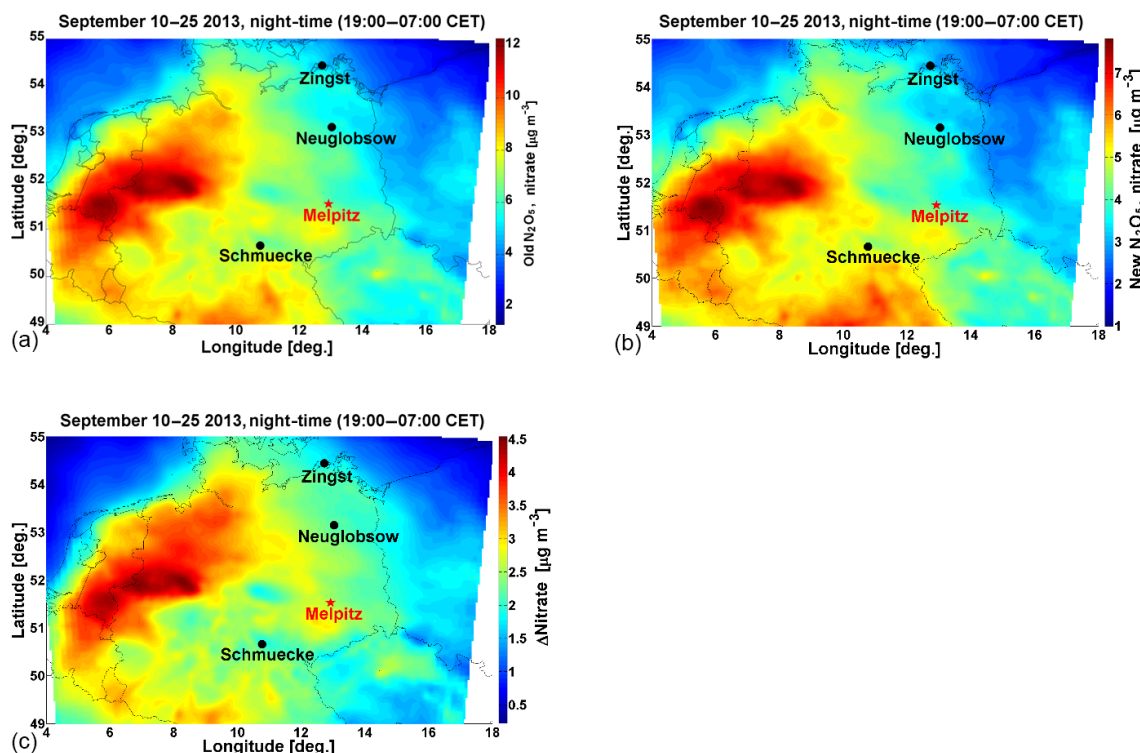 September 10–25 2013, night-time (19:00–07:00 CET)
55
54
53
52
51
50
49
Latitude [deg.]
4 6 8 10 12 14 16 18
Longitude [deg.]
Zingst
Neuglobsow
Melpitz
Schmuecke
12
10
8
6
4
2
Old N₂O₅, nitrate [µg m⁻³]
(a)
September 10–25 2013, night-time (19:00–07:00 CET)
55
54
53
52
51
50
49
Latitude [deg.]
4 6 8 10 12 14 16 18
Longitude [deg.]
Zingst
Neuglobsow
Melpitz
Schmuecke
7
6
5
4
3
2
1
New N₂O₅, nitrate [µg m⁻³]
(b)
September 10–25 2013, night-time (19:00–07:00 CET)
55
54
53
52
51
50
49
Latitude [deg.]
4 6 8 10 12 14 16 18
Longitude [deg.]
Zingst
Neuglobsow
Melpitz
Schmuecke
4.5
4
3.5
3
2.5
2
1.5
1
0.5
ΔNitrate [µg m⁻³]
(c)